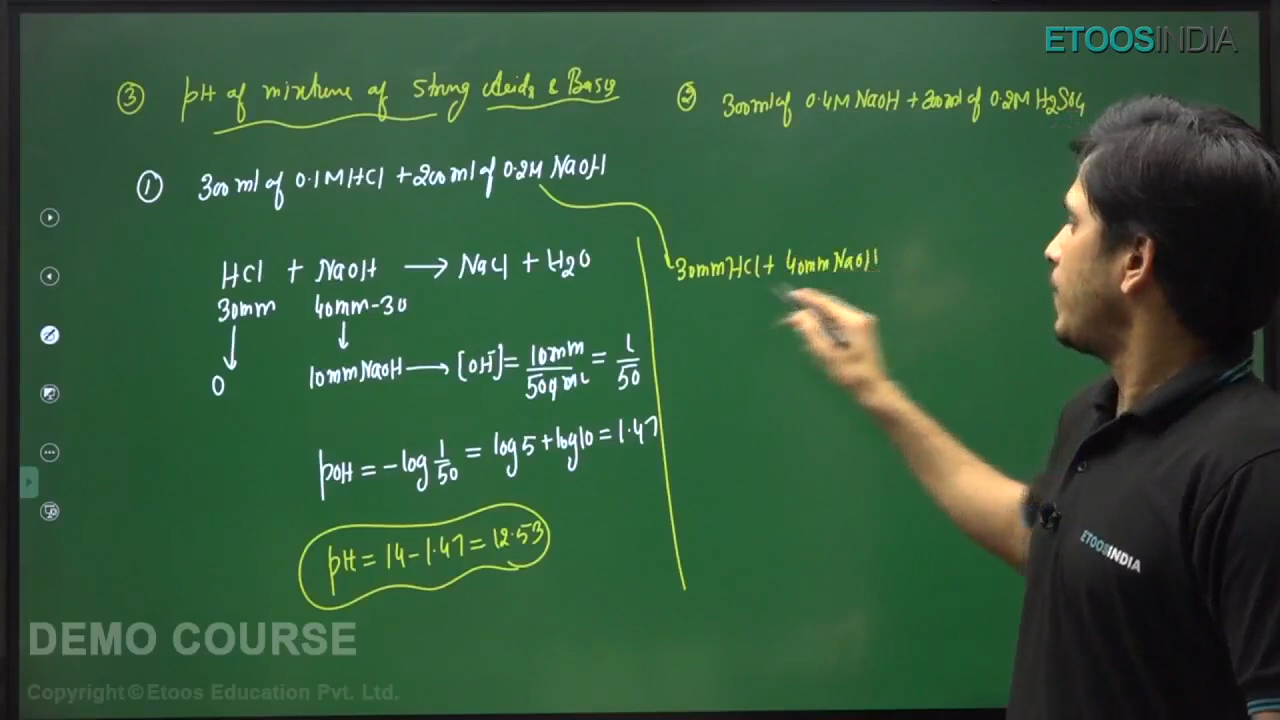 ETOOSINDIA
③ pH of mixture of Strong Acids & Bases
② 300ml of 0.4M NaOH + 200ml of 0.2M H2SO4
① 300ml of 0.1M HCl + 200ml of 0.2M NaOH
HCl + NaOH → NaCl + H2O
30mm 40mm-30
0 10mm NaOH → [OH-] = 10mm/500ml = 1/50
pOH = -log 1/50 = log5 + log10 = 1.47
pH = 14 - 1.47 = 12.53
30mm HCl + 40mm NaOH
ETOOSINDIA
DEMO COURSE
Copyright © Etoos Education Pvt. Ltd.